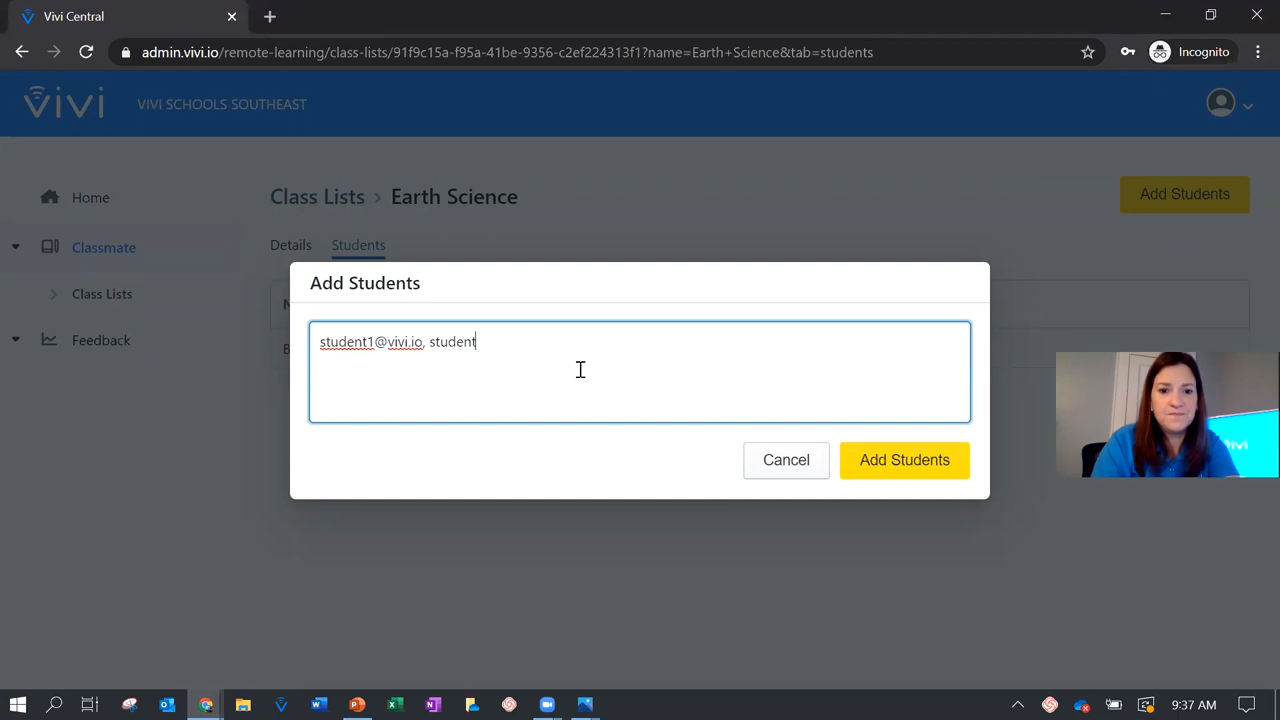 Vivi Central
admin.vivi.io/remote-learning/class-lists/91f9c15a-f95a-41be-9356-c2ef224313f1?name=Earth+Science&tab=students
Incognito
vivi
VIVI SCHOOLS SOUTHEAST
Home
Classmate
Class Lists
Feedback
Class Lists > Earth Science
Add Students
Details Students
Add Students
student1@vivi.io, student
Cancel
Add Students
vivi
9:37 AM